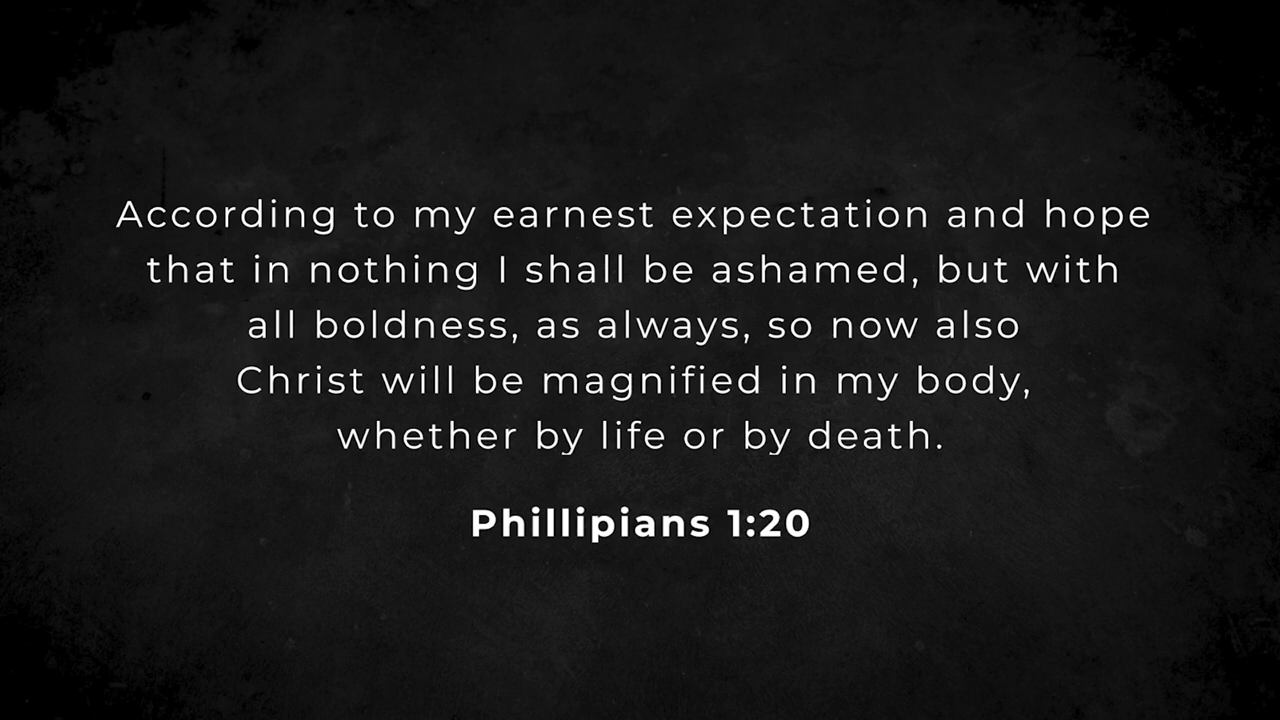 According to my earnest expectation and hope
that in nothing I shall be ashamed, but with
all boldness, as always, so now also
Christ will be magnified in my body,
whether by life or by death.
Phillipians 1:20